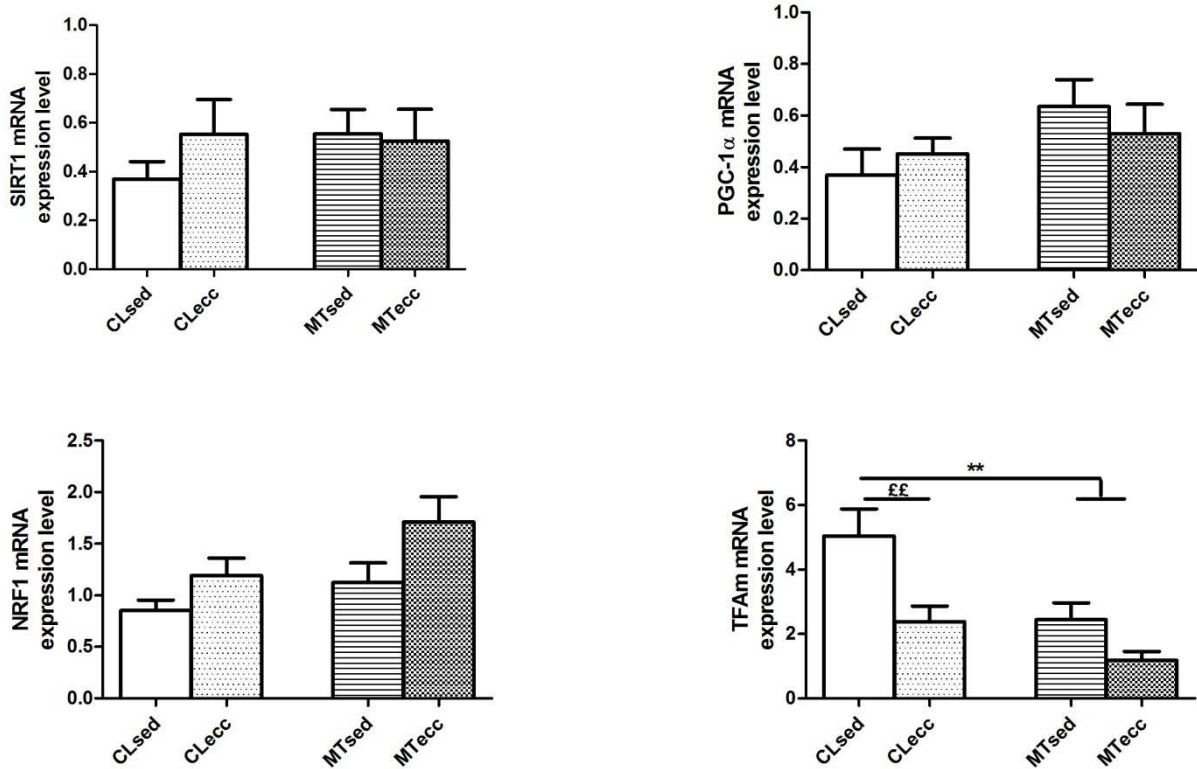 SIRT1 mRNA
expression level
1.0
0.8
0.6
0.4
0.2
0.0
CLsed
CLecc
MTsed
MTecc
PGC-1α mRNA
expression level
1.0
0.8
0.6
0.4
0.2
0.0
CLsed
CLecc
MTsed
MTecc
NRF1 mRNA
expression level
2.5
2.0
1.5
1.0
0.5
0.0
CLsed
CLecc
MTsed
MTecc
TFAm mRNA
expression level
8
6
4
2
0
**
££
CLsed
CLecc
MTsed
MTecc